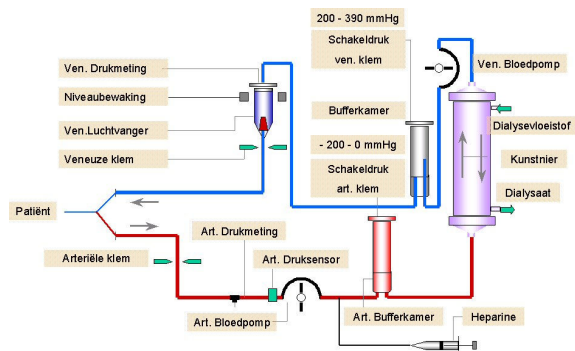 200 - 390 mmHg
Schakeldruk
ven. klem
Ven. Drukmeting
Ven. Bloedpomp
Niveaubewaking
Bufferkamer
Ven.Luchtvanger
Dialysevloeistof
- 200 - 0 mmHg
Veneuze klem
Kunstnier
Schakeldruk
art. klem
Patiënt
Dialysaat
Art. Drukmeting
Arteriële klem
Art. Druksensor
Art. Bloedpomp
Art. Bufferkamer
Heparine